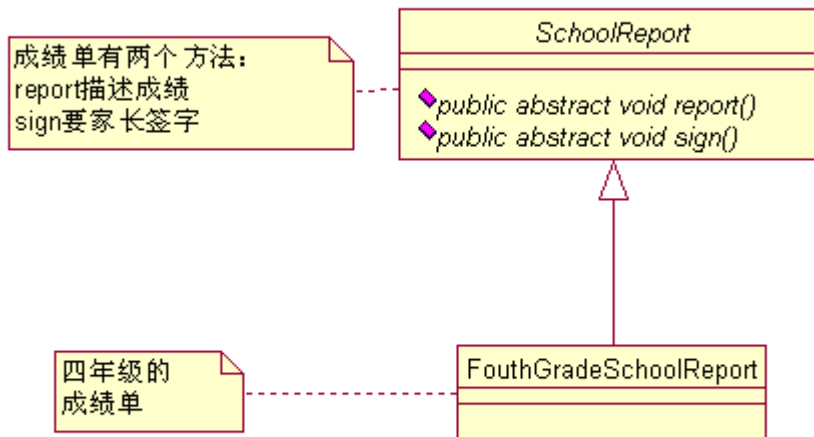 成绩单有两个方法：
report描述成绩
sign要家长签字
SchoolReport
public abstract void report()
public abstract void sign()
四年级的
成绩单
FouthGradeSchoolReport